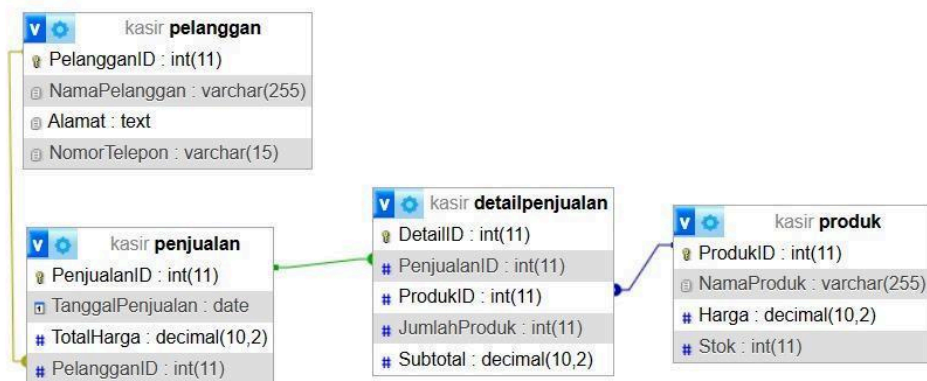 kasir pelanggan
PelangganID : int(11)
NamaPelanggan : varchar(255)
Alamat : text
NomorTelepon : varchar(15)
kasir penjualan
PenjualanID : int(11)
TanggalPenjualan : date
TotalHarga : decimal(10,2)
PelangganID : int(11)
kasir detailpenjualan
DetailID : int(11)
PenjualanID : int(11)
ProdukID : int(11)
JumlahProduk : int(11)
Subtotal : decimal(10,2)
kasir produk
ProdukID : int(11)
NamaProduk : varchar(255)
Harga : decimal(10,2)
Stok : int(11)